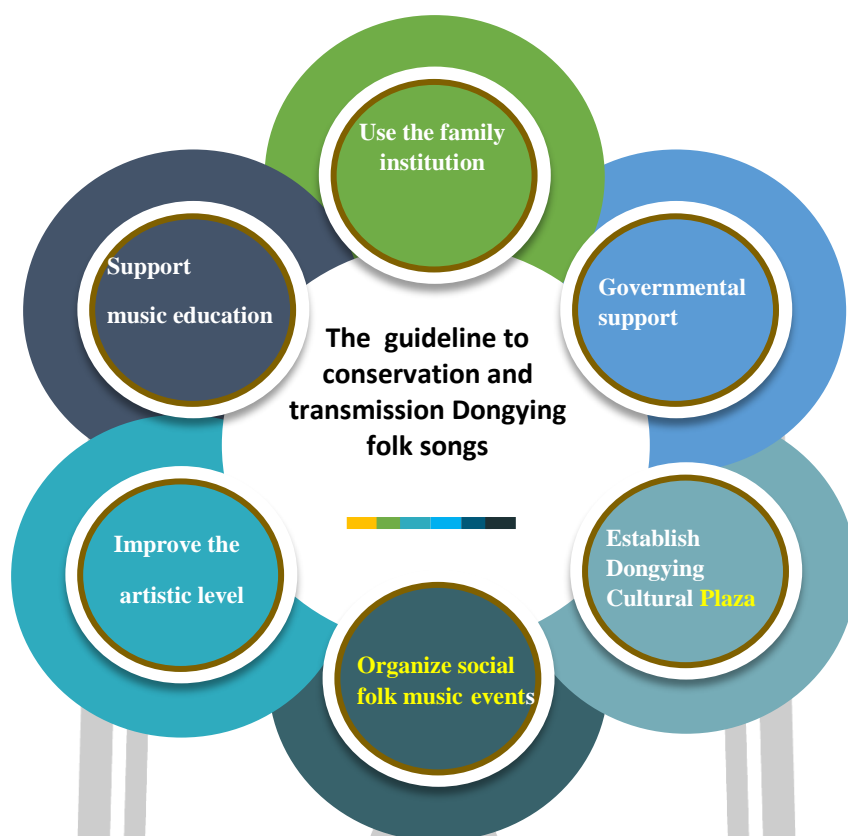 Use the family
institution
Support
music education
Governmental
support
The guideline to
conservation and
transmission Dongying
folk songs
Improve the
artistic level
Establish
Dongying
Cultural Plaza
Organize social
folk music events